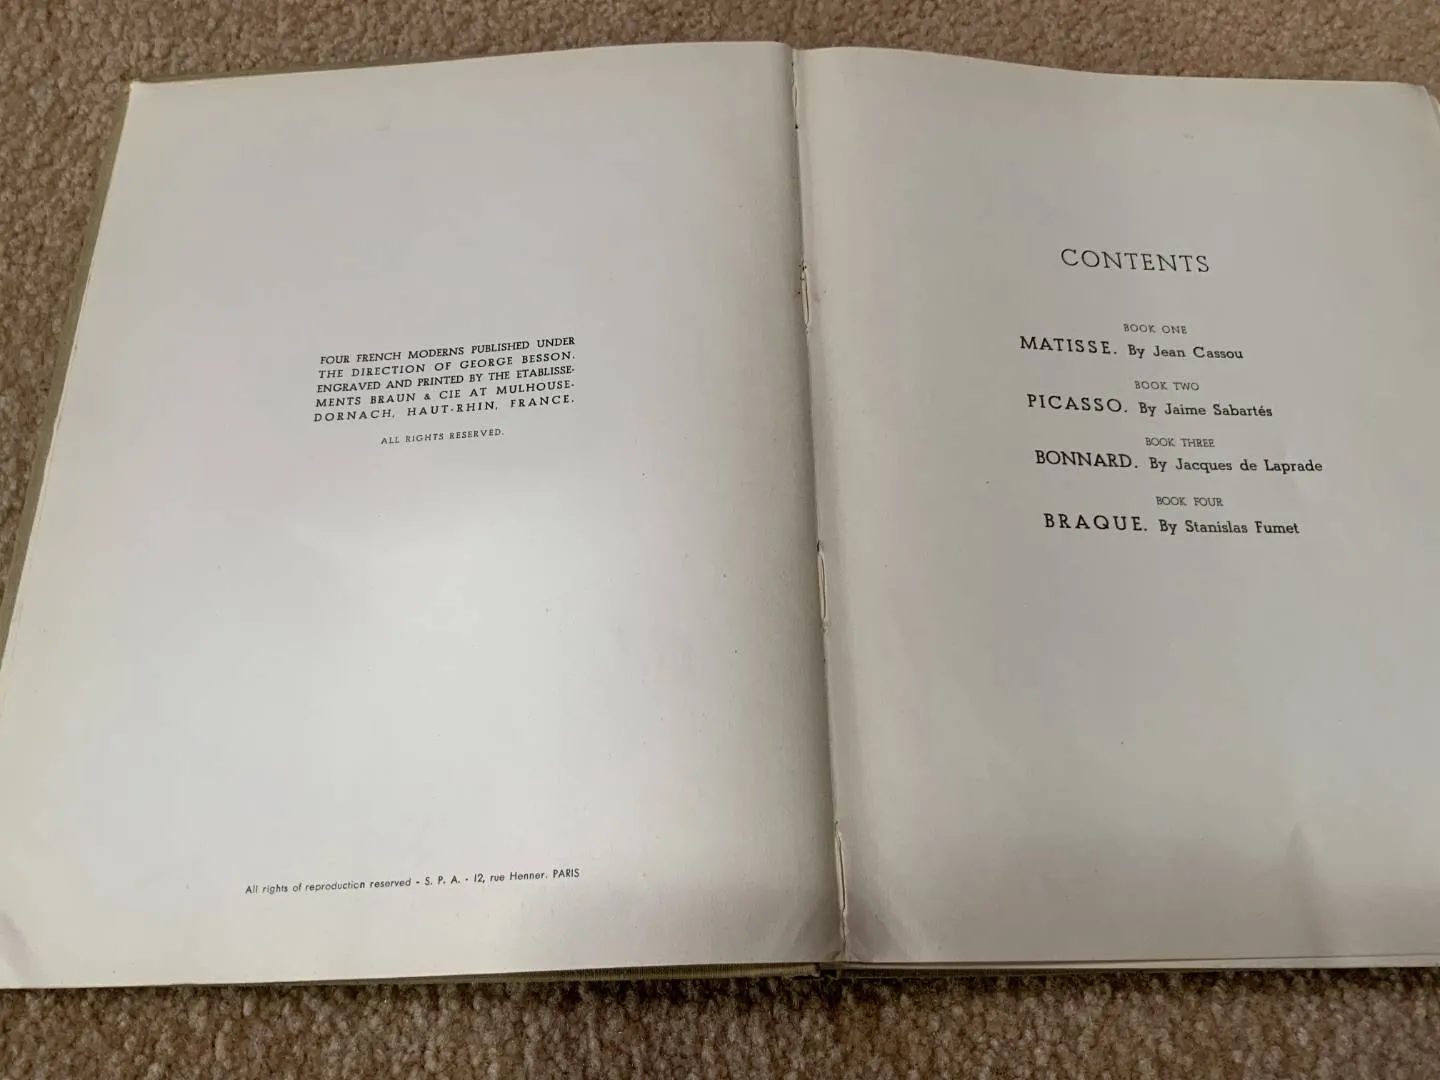 FOUR FRENCH MODERNS PUBLISHED UNDER
THE DIRECTION OF GEORGE BESSON.
ENGRAVED AND PRINTED BY THE ETABLISSE-
MENTS BRAUN & CIE AT MULHOUSE-
DORNACH, HAUT-RHIN, FRANCE.
ALL RIGHTS RESERVED.
All rights of reproduction reserved - S. P. A. - 12, rue Henner. PARIS
CONTENTS
BOOK ONE
MATISSE. By Jean Cassou
BOOK TWO
PICASSO. By Jaime Sabartés
BOOK THREE
BONNARD. By Jacques de Laprade
BOOK FOUR
BRAQUE. By Stanislas Fumet